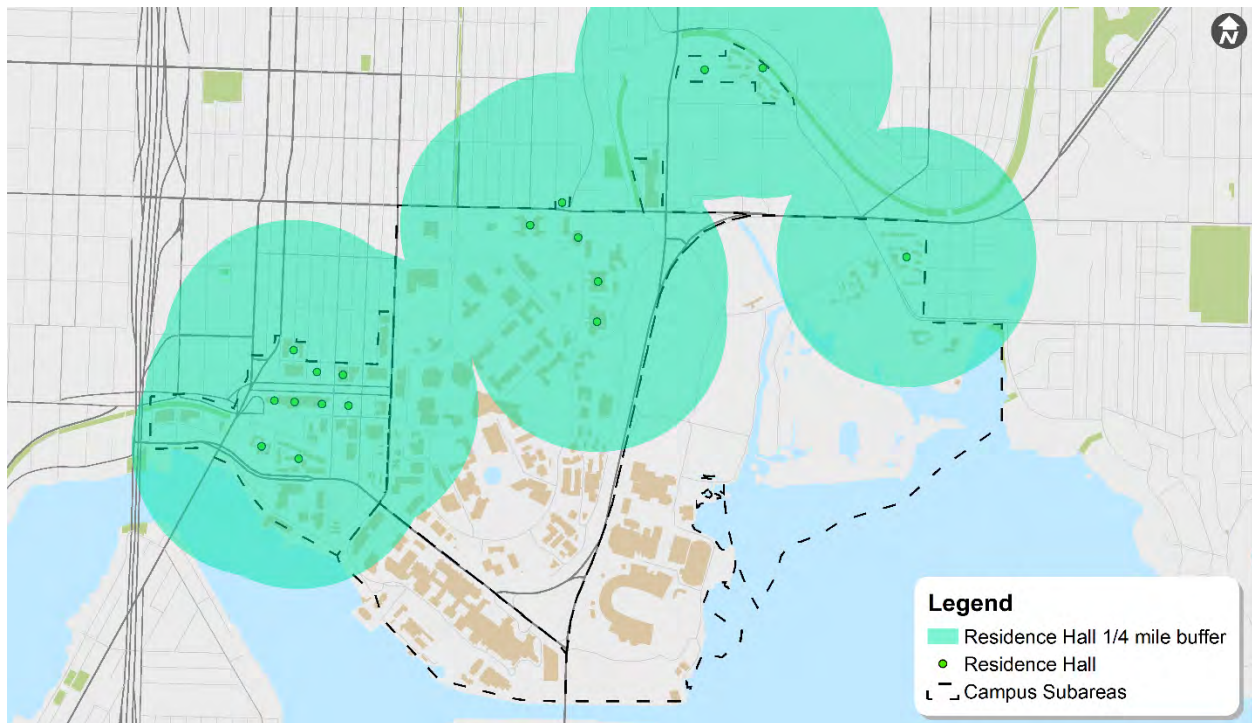 N
Legend
Residence Hall 1/4 mile buffer
Residence Hall
Campus Subareas